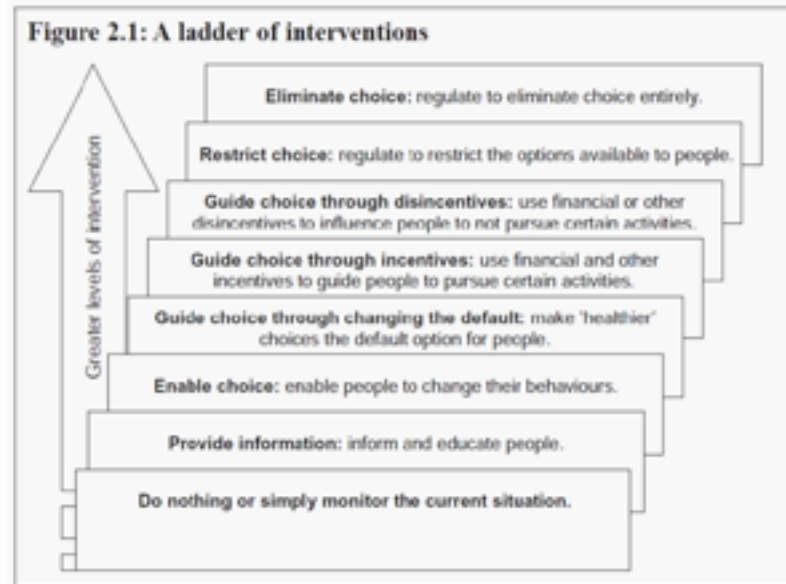 Figure 2.1: A ladder of interventions
Greater levels of intervention
Eliminate choice: regulate to eliminate choice entirely.
Restrict choice: regulate to restrict the options available to people.
Guide choice through disincentives: use financial or other
disincentives to influence people to not pursue certain activities.
Guide choice through incentives: use financial and other
incentives to guide people to pursue certain activities.
Guide choice through changing the default: make 'healthier'
choices the default option for people.
Enable choice: enable people to change their behaviours.
Provide information: inform and educate people.
Do nothing or simply monitor the current situation.